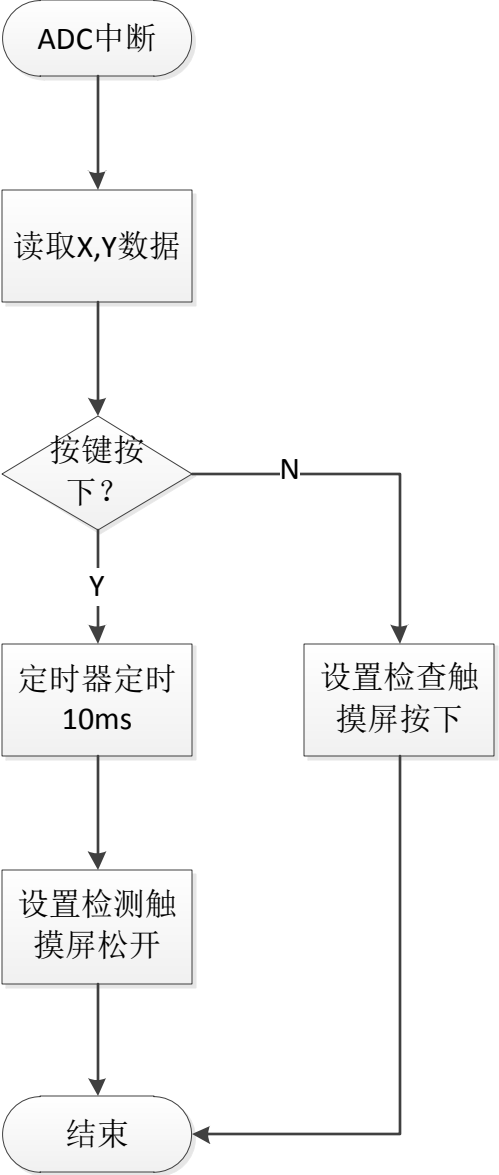 ADC中断
读取X,Y数据
按键按
下?
N
Y
定时器定时
10ms
设置检查触
摸屏按下
设置检测触
摸屏松开
结束